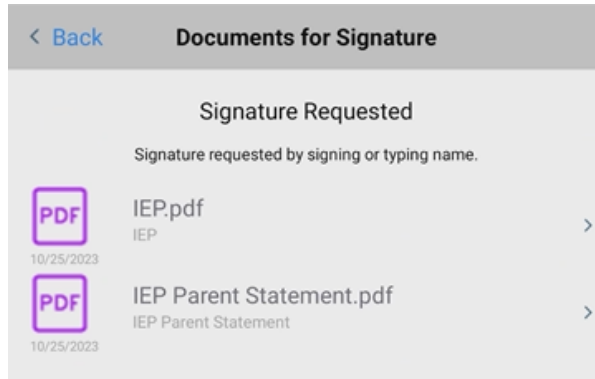 Back
Documents for Signature
Signature Requested
Signature requested by signing or typing name.
PDF
IEP.pdf
IEP
10/25/2023
PDF
IEP Parent Statement.pdf
IEP Parent Statement
10/25/2023